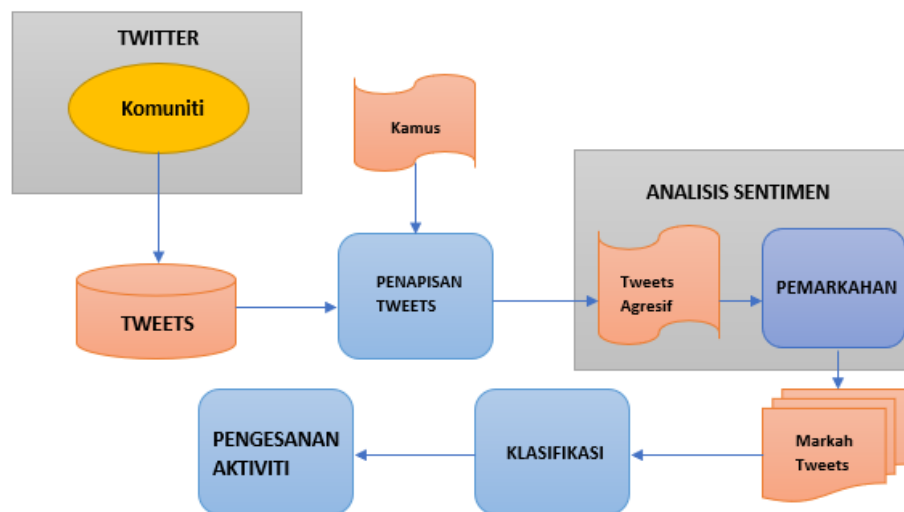 TWITTER
Komuniti
Kamus
ANALISIS SENTIMEN
TWEETS
PENAPISAN
TWEETS
Tweets
Agresif
PEMARKAHAN
Markah
Tweets
KLASIFIKASI
PENGESANAN
AKTIVITI